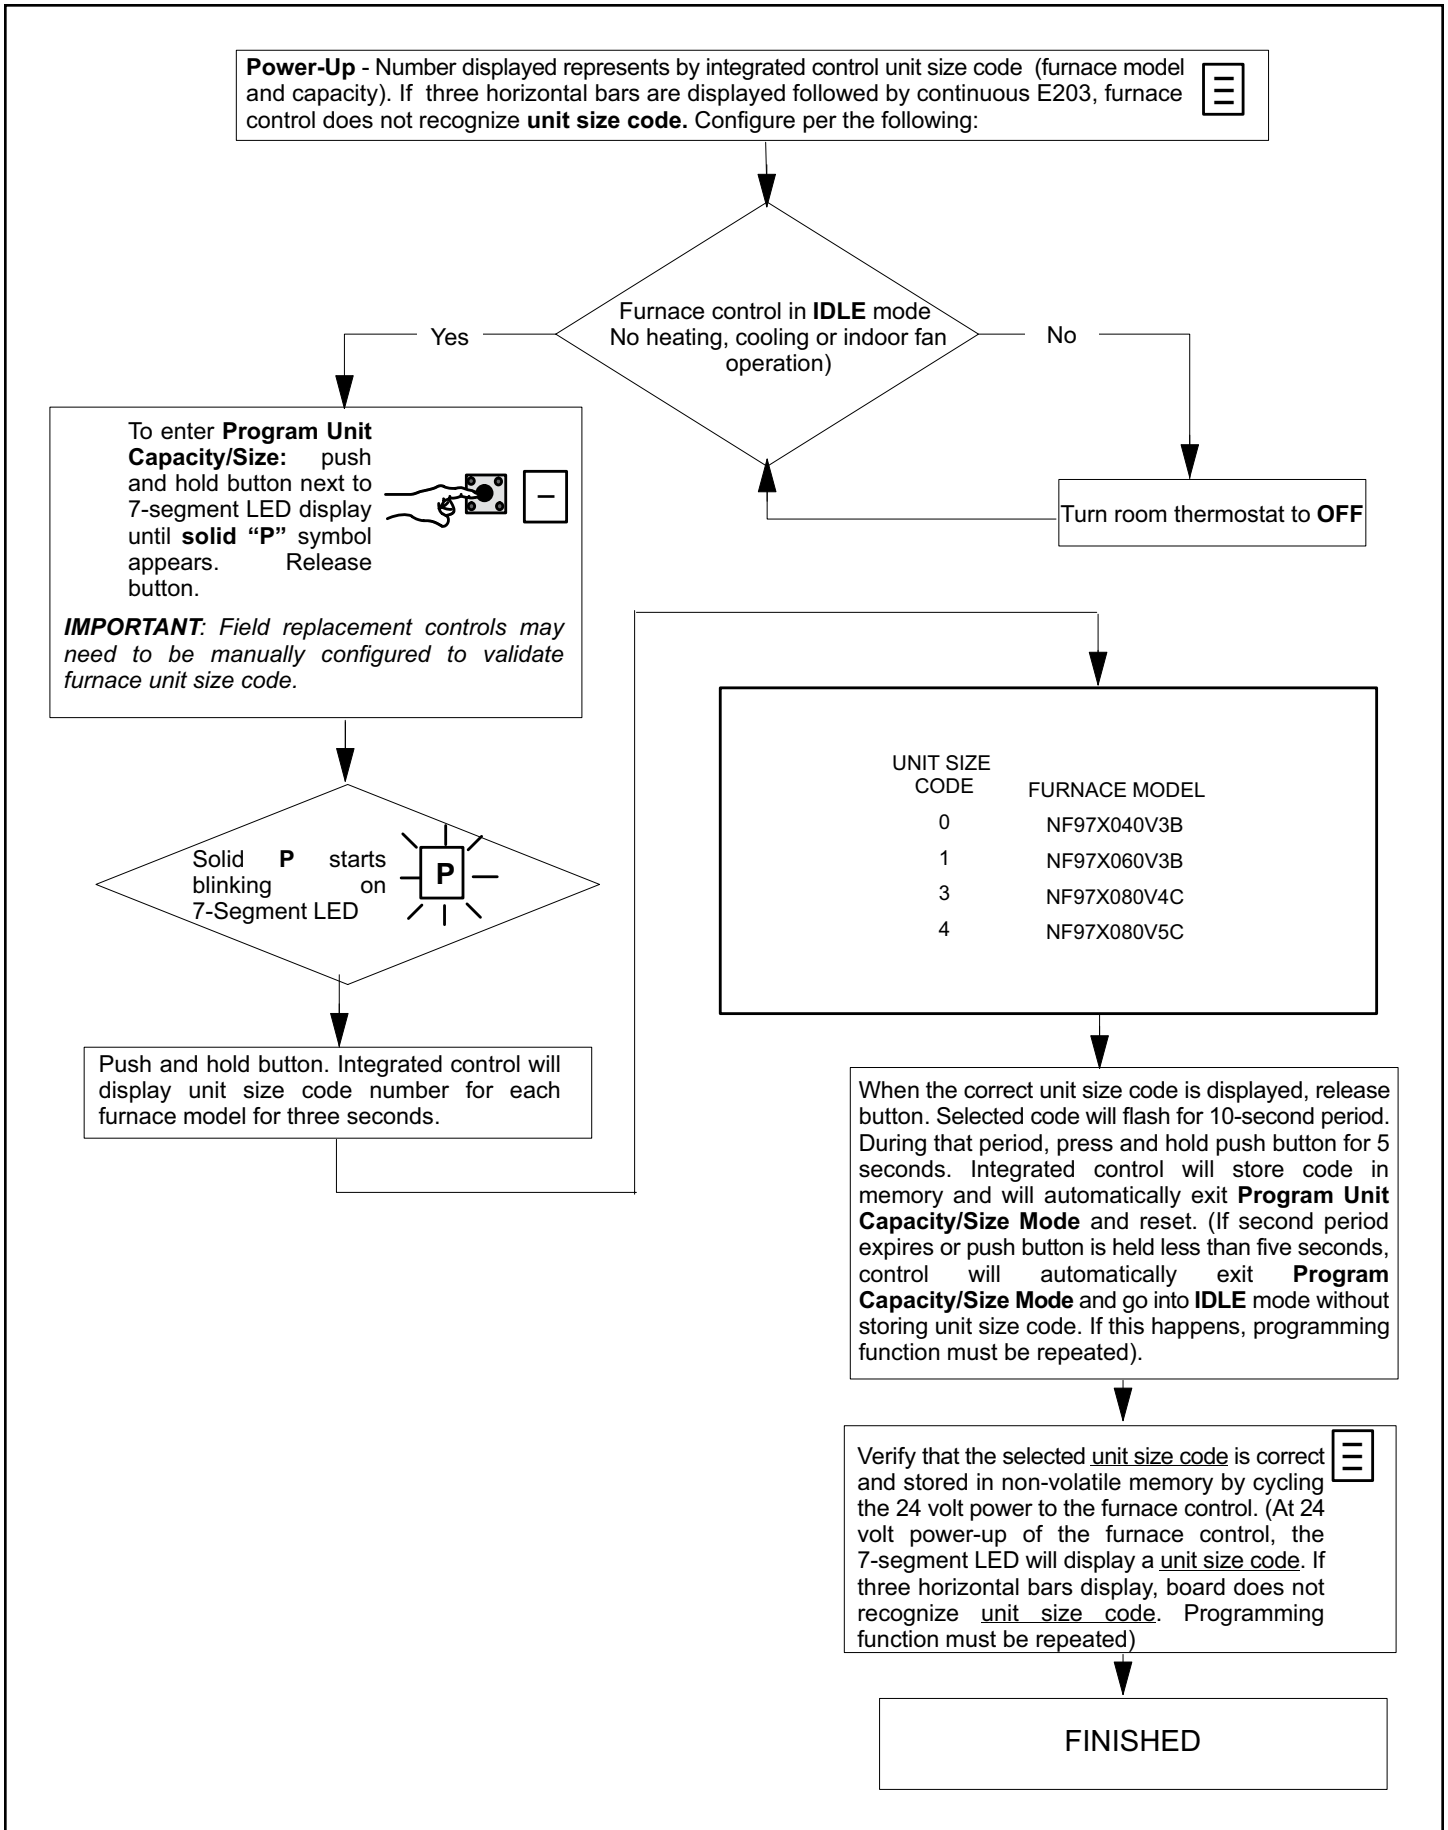 Power-Up - Number displayed represents by integrated control unit size code (furnace model
and capacity). If three horizontal bars are displayed followed by continuous E203, furnace
control does not recognize unit size code. Configure per the following:
Furnace control in IDLE mode
No heating, cooling or indoor fan
operation)
Yes
No
To enter Program Unit
Capacity/Size: push
and hold button next to
7-segment LED display
until solid “P” symbol
appears. Release
button.
IMPORTANT: Field replacement controls may
need to be manually configured to validate
furnace unit size code.
Turn room thermostat to OFF
Solid P starts
blinking on
7-Segment LED
P
Push and hold button. Integrated control will
display unit size code number for each
furnace model for three seconds.
UNIT SIZE
CODE
FURNACE MODEL
0 NF97X040V3B
1 NF97X060V3B
3 NF97X080V4C
4 NF97X080V5C
When the correct unit size code is displayed, release
button. Selected code will flash for 10-second period.
During that period, press and hold push button for 5
seconds. Integrated control will store code in
memory and will automatically exit Program Unit
Capacity/Size Mode and reset. (If second period
expires or push button is held less than five seconds,
control will automatically exit Program
Capacity/Size Mode and go into IDLE mode without
storing unit size code. If this happens, programming
function must be repeated).
Verify that the selected unit size code is correct
and stored in non-volatile memory by cycling
the 24 volt power to the furnace control. (At 24
volt power-up of the furnace control, the
7-segment LED will display a unit size code. If
three horizontal bars display, board does not
recognize unit size code. Programming
function must be repeated)
FINISHED